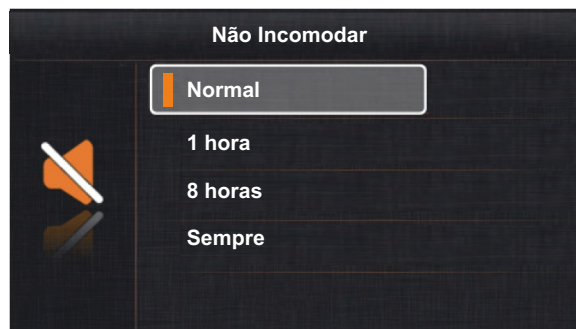 Não Incomodar
Normal
1 hora
8 horas
Sempre